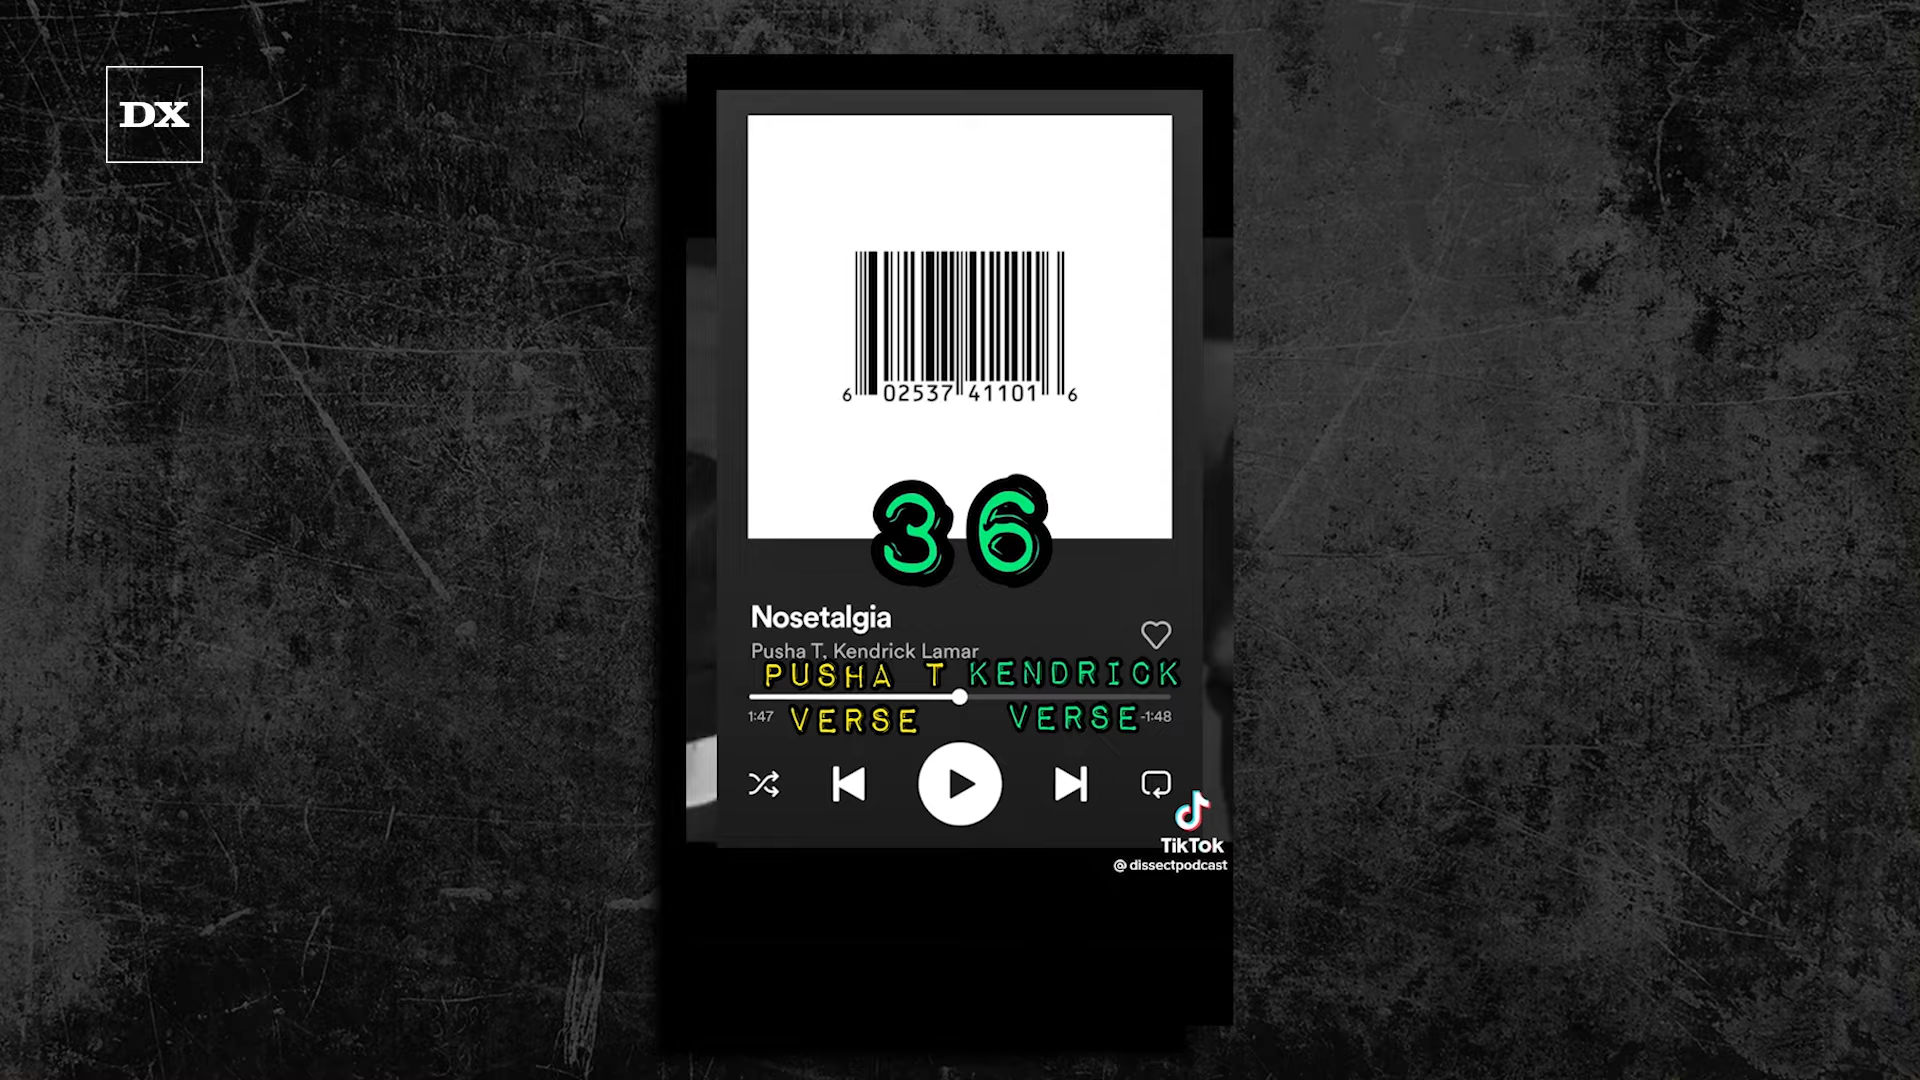 DX
6 02537 41101 6
36
Nosetalgia
Pusha T, Kendrick Lamar
PUSHA T KENDRICK
1:47 VERSE VERSE -1:48
TikTok
@dissectpodcast